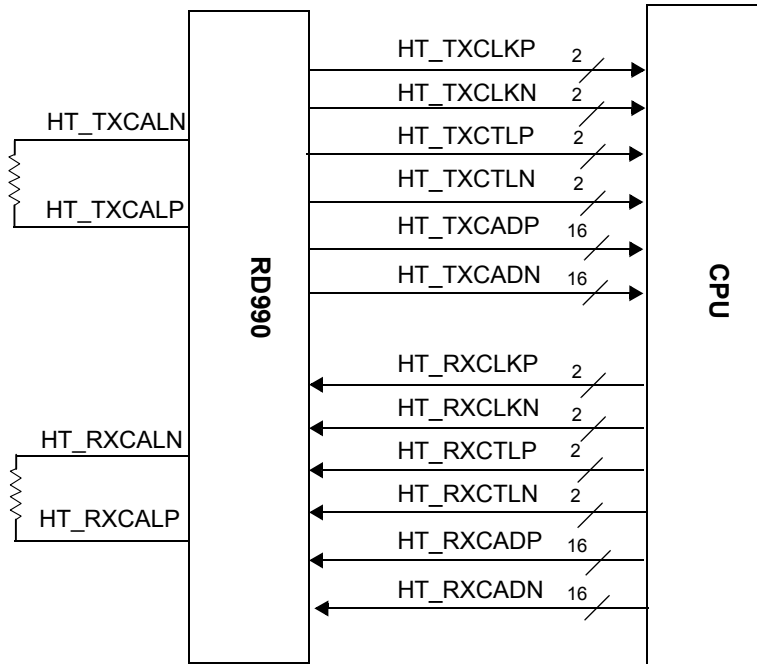 HT_TXCALN
HT_TXCALP
HT_RXCALN
HT_RXCALP
RD990
HT_TXCLKP 2
HT_TXCLKN 2
HT_TXCTLP 2
HT_TXCTLN 2
HT_TXCADP 16
HT_TXCADN 16
HT_RXCLKP 2
HT_RXCLKN 2
HT_RXCTLP 2
HT_RXCTLN 2
HT_RXCADP 16
HT_RXCADN 16
CPU